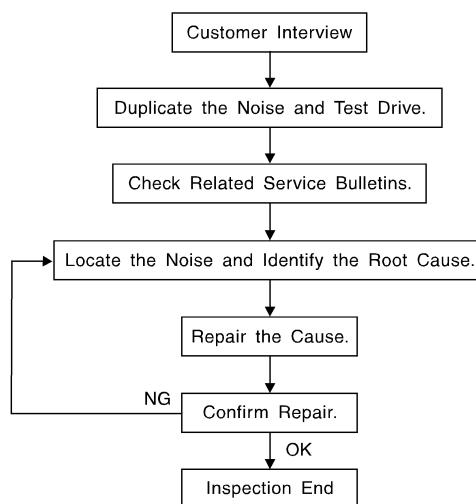 Customer Interview
Duplicate the Noise and Test Drive.
Check Related Service Bulletins.
Locate the Noise and Identify the Root Cause.
Repair the Cause.
NG
Confirm Repair.
OK
Inspection End